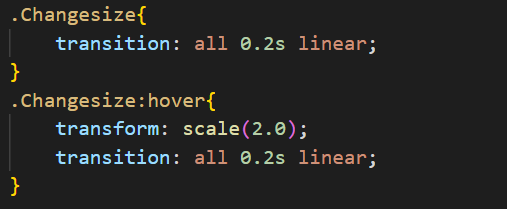 .Changesize{
    transition: all 0.2s linear;
}
.Changesize:hover{
    transform: scale(2.0);
    transition: all 0.2s linear;
}